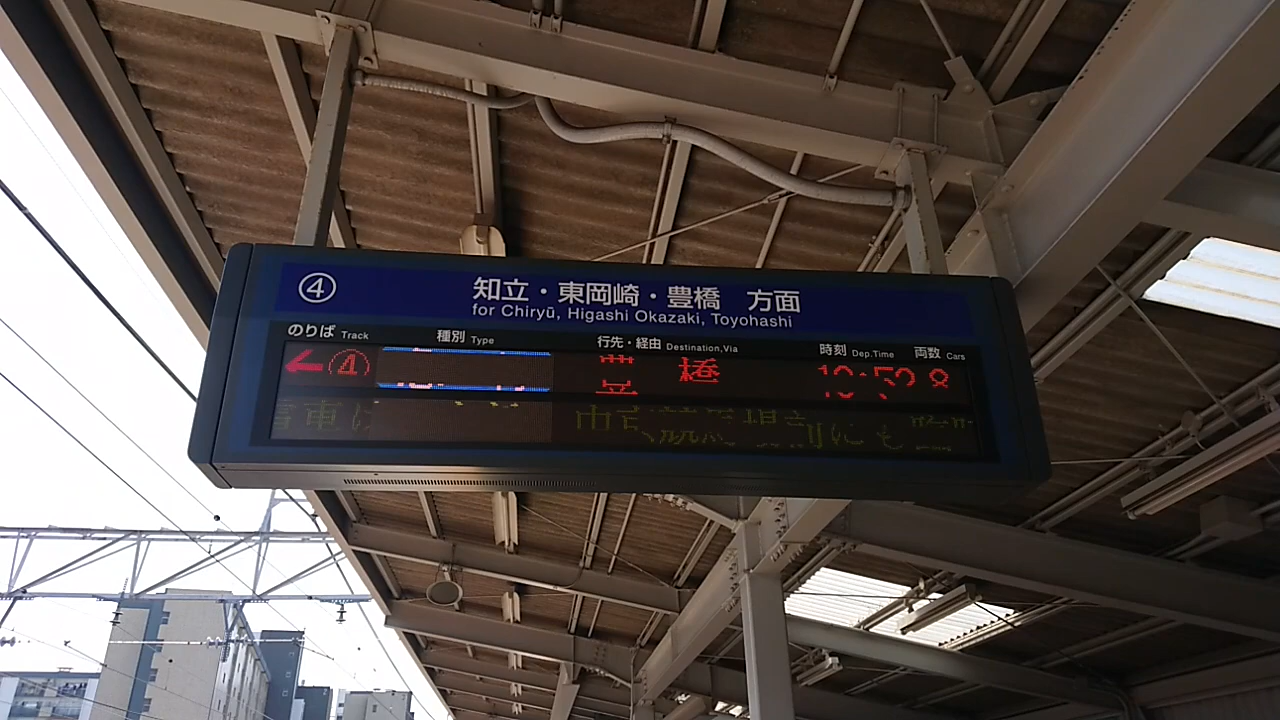 ④ 知立・東岡崎・豊橋 方面
for Chiryū, Higashi Okazaki, Toyohashi
のりば Track 種別 Type 行先・経由 Destination,Via 時刻 Dep.Time 両数 Cars
← ④ 豊 橋 8